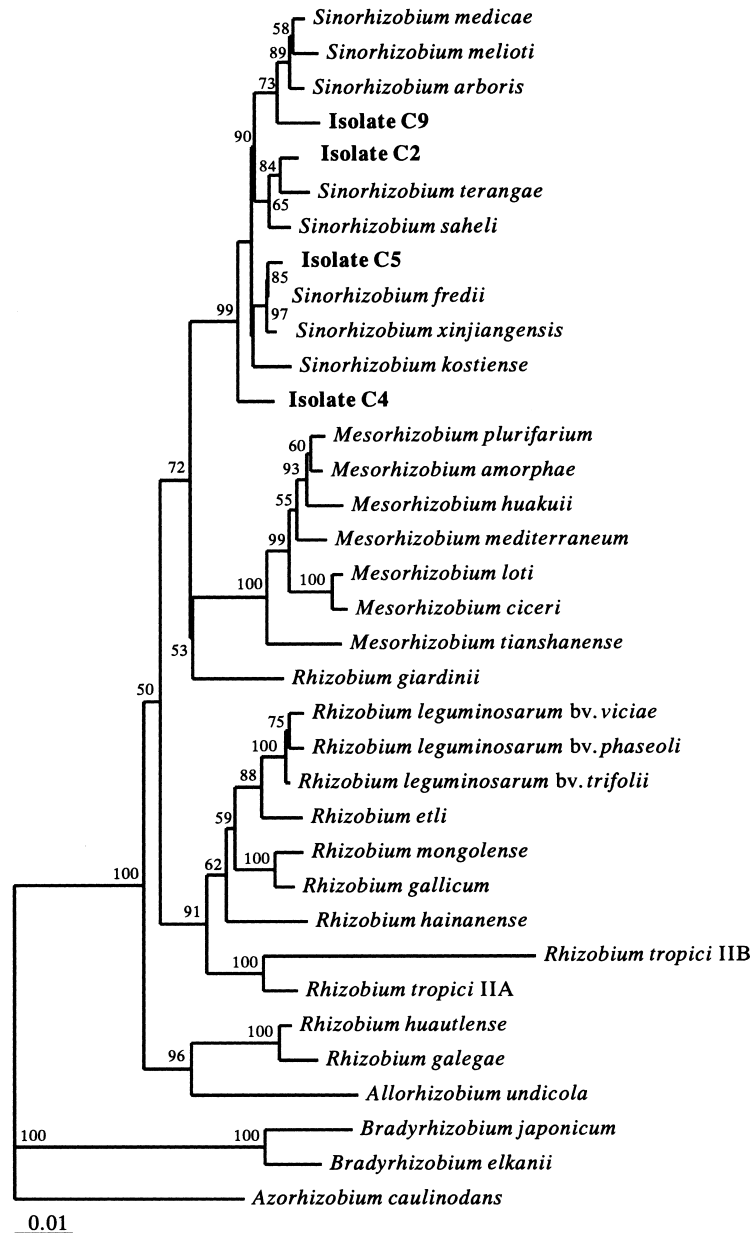 58
Sinorhizobium medicae
89
Sinorhizobium melioti
73
Sinorhizobium arboris
Isolate C9
90
Isolate C2
84
Sinorhizobium terangae
65
Sinorhizobium saheli
Isolate C5
85
Sinorhizobium fredii
99
97
Sinorhizobium xinjiangensis
Sinorhizobium kostiense
Isolate C4
Mesorhizobium plurifarium
60
93
Mesorhizobium amorphae
72
55
Mesorhizobium huakuii
99
Mesorhizobium mediterraneum
100
100
Mesorhizobium loti
Mesorhizobium ciceri
53
Mesorhizobium tianshanense
Rhizobium giardinii
50
75
Rhizobium leguminosarum bv. viciae
100
Rhizobium leguminosarum bv. phaseoli
88
Rhizobium leguminosarum bv. trifolii
59
Rhizobium etli
62
100
Rhizobium mongolense
100
Rhizobium gallicum
91
Rhizobium hainanense
100
Rhizobium tropici IIB
Rhizobium tropici IIA
100
Rhizobium huautlense
96
Rhizobium galegae
Allorhizobium undicola
100
100
Bradyrhizobium japonicum
Bradyrhizobium elkanii
Azorhizobium caulinodans
0.01